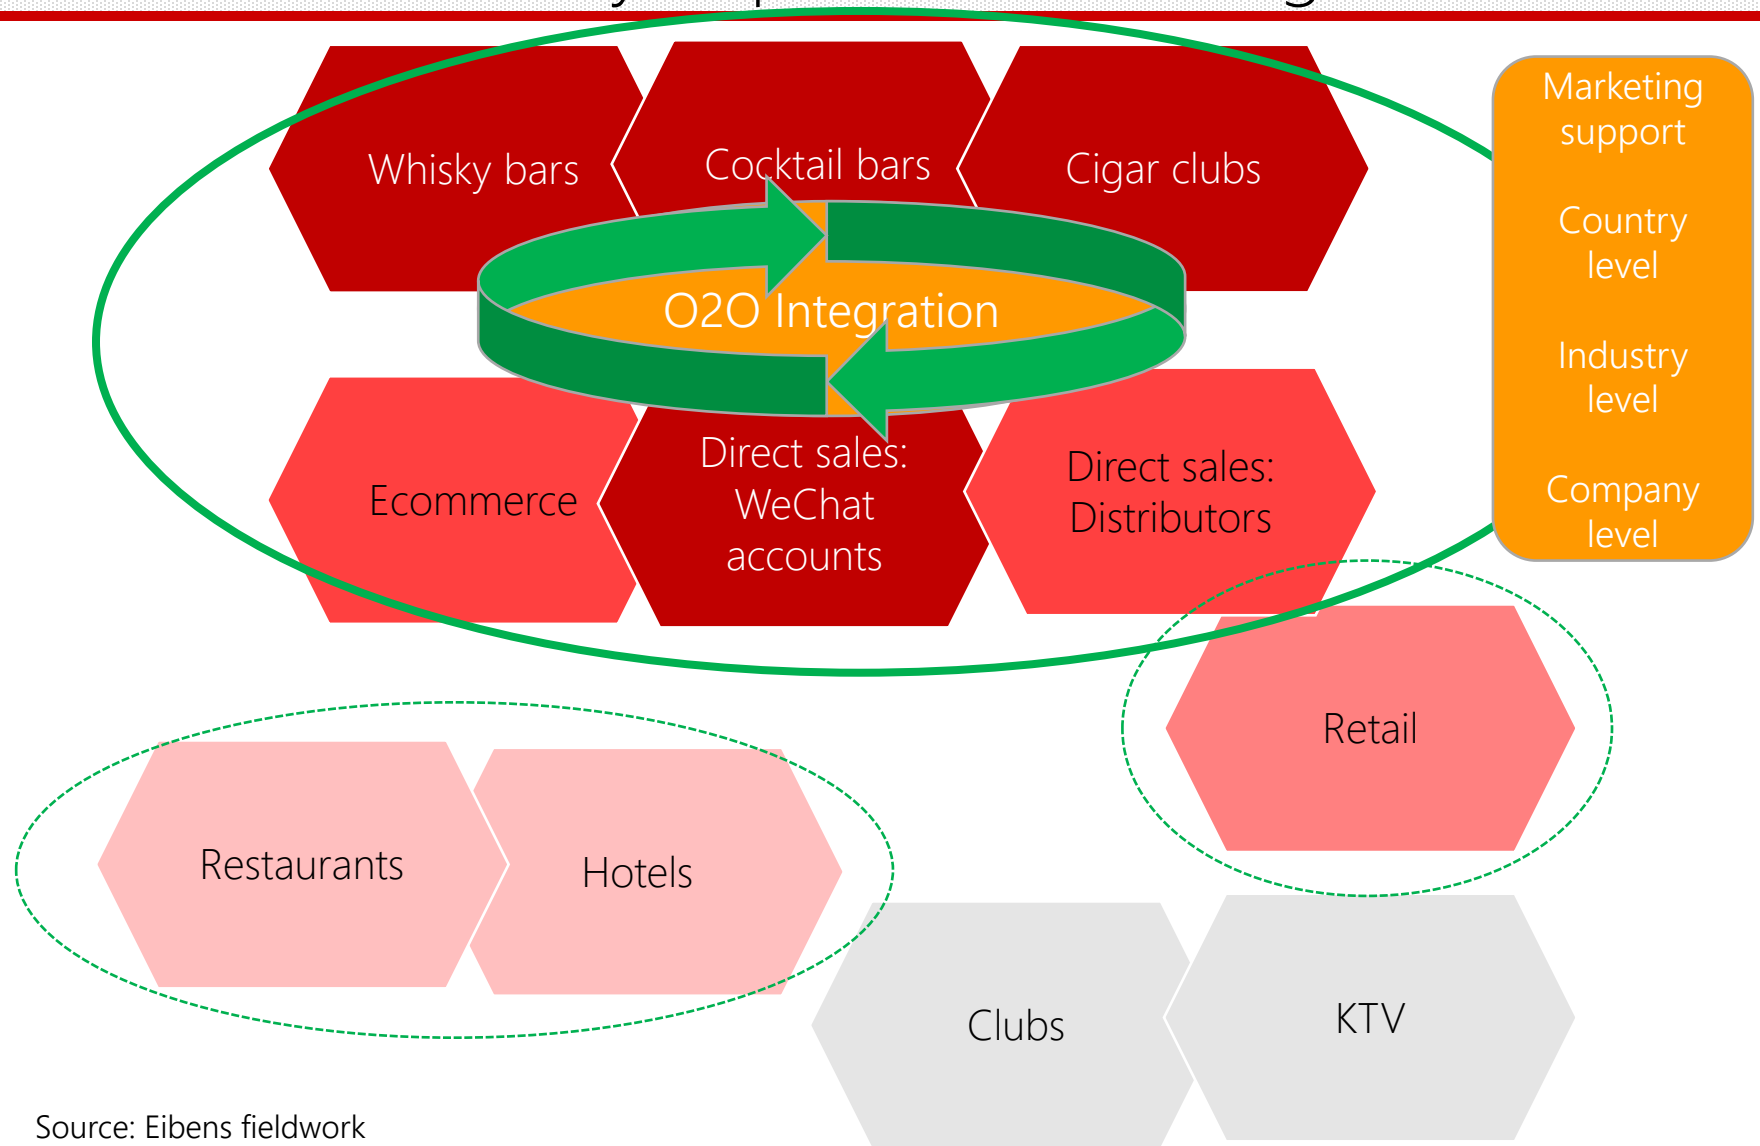 Whisky bars
Cocktail bars
Cigar clubs
O2O Integration
Ecommerce
Direct sales:
WeChat
accounts
Direct sales:
Distributors
Marketing
support
Country
level
Industry
level
Company
level
Retail
Restaurants
Hotels
Clubs
KTV
Source: Eibens fieldwork